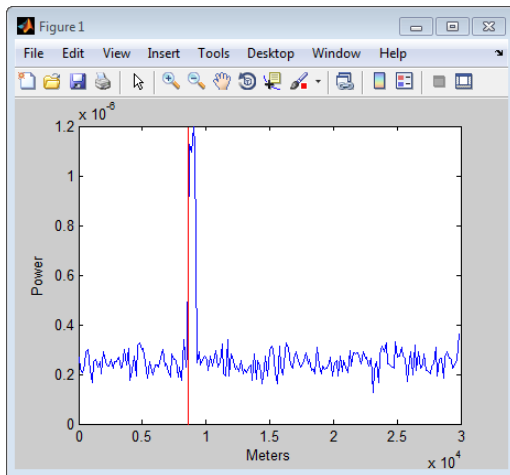 Figure 1
File Edit View Insert Tools Desktop Window Help
x 10^-6
1.2
1
0.8
0.6
0.4
0.2
0
Power
0 0.5 1 1.5 2 2.5 3
Meters
x 10^4